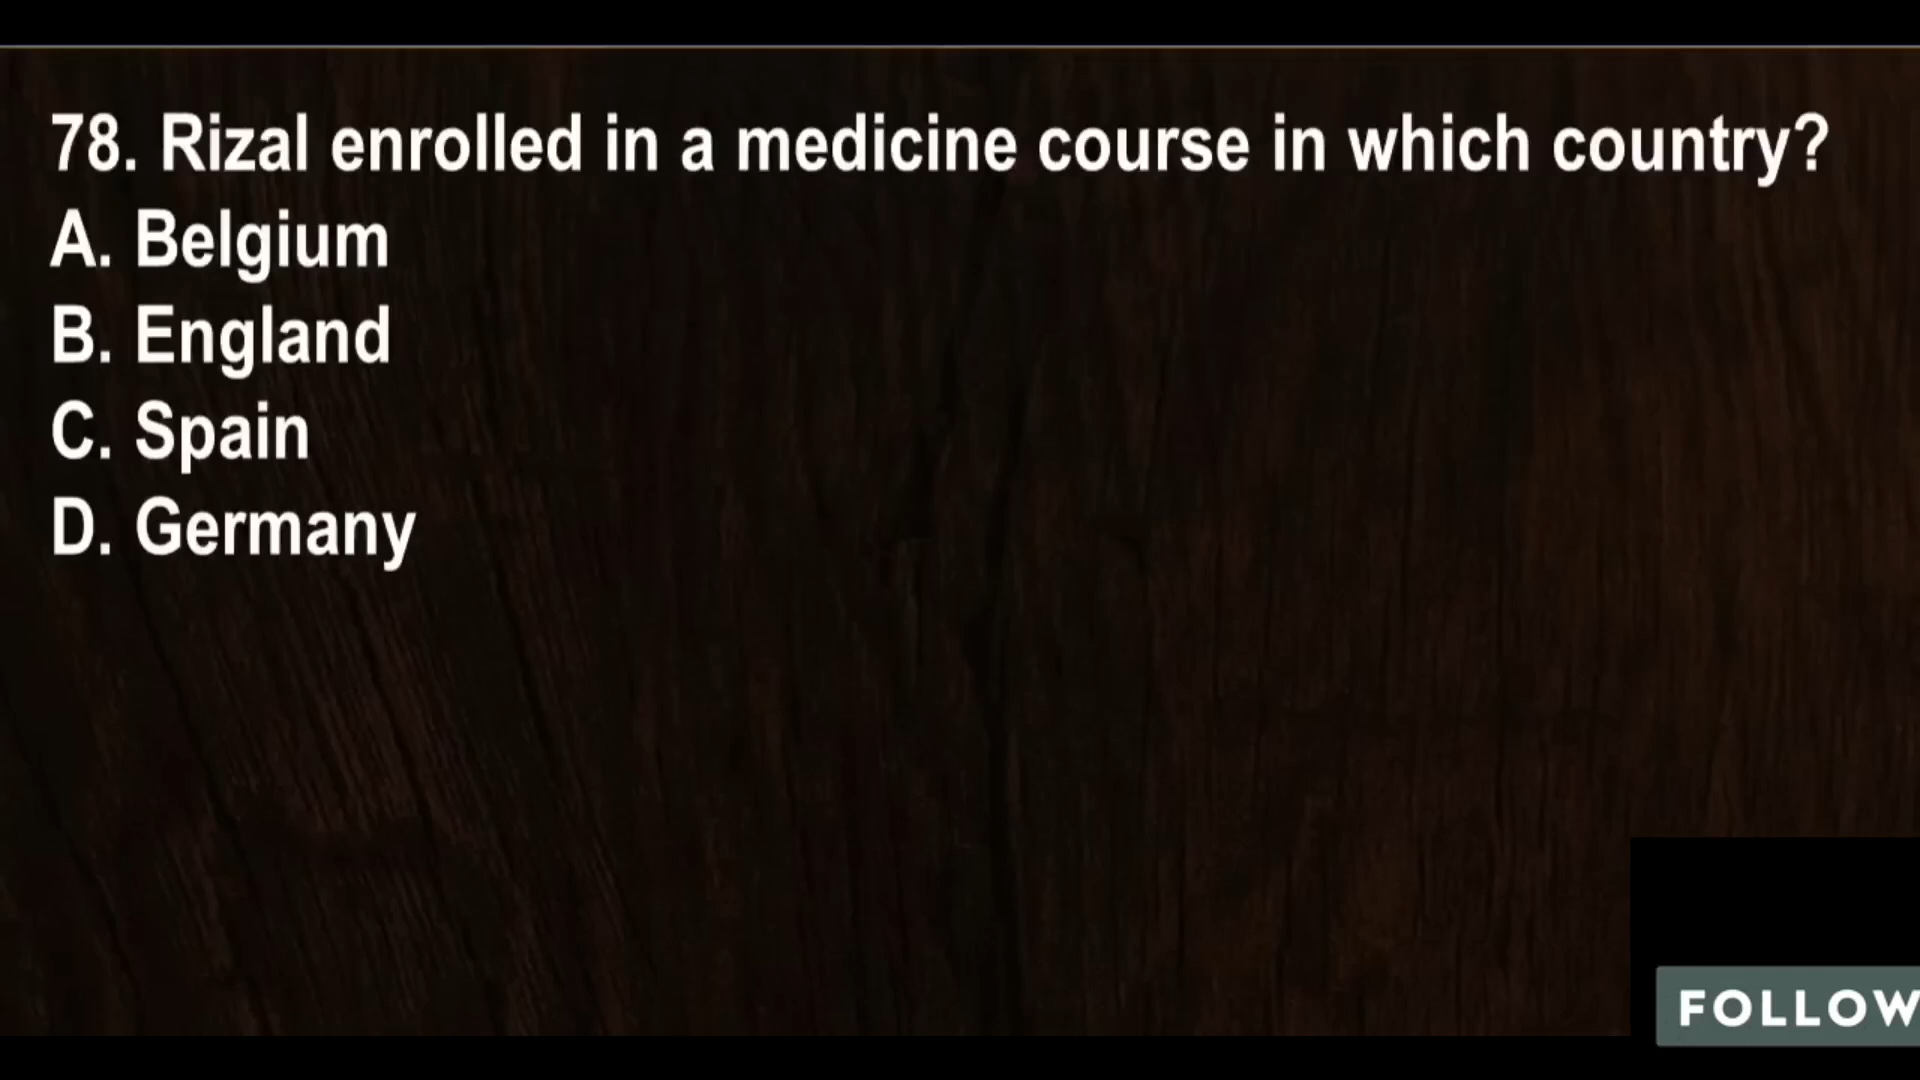 78. Rizal enrolled in a medicine course in which country?
A. Belgium
B. England
C. Spain
D. Germany
FOLLOW